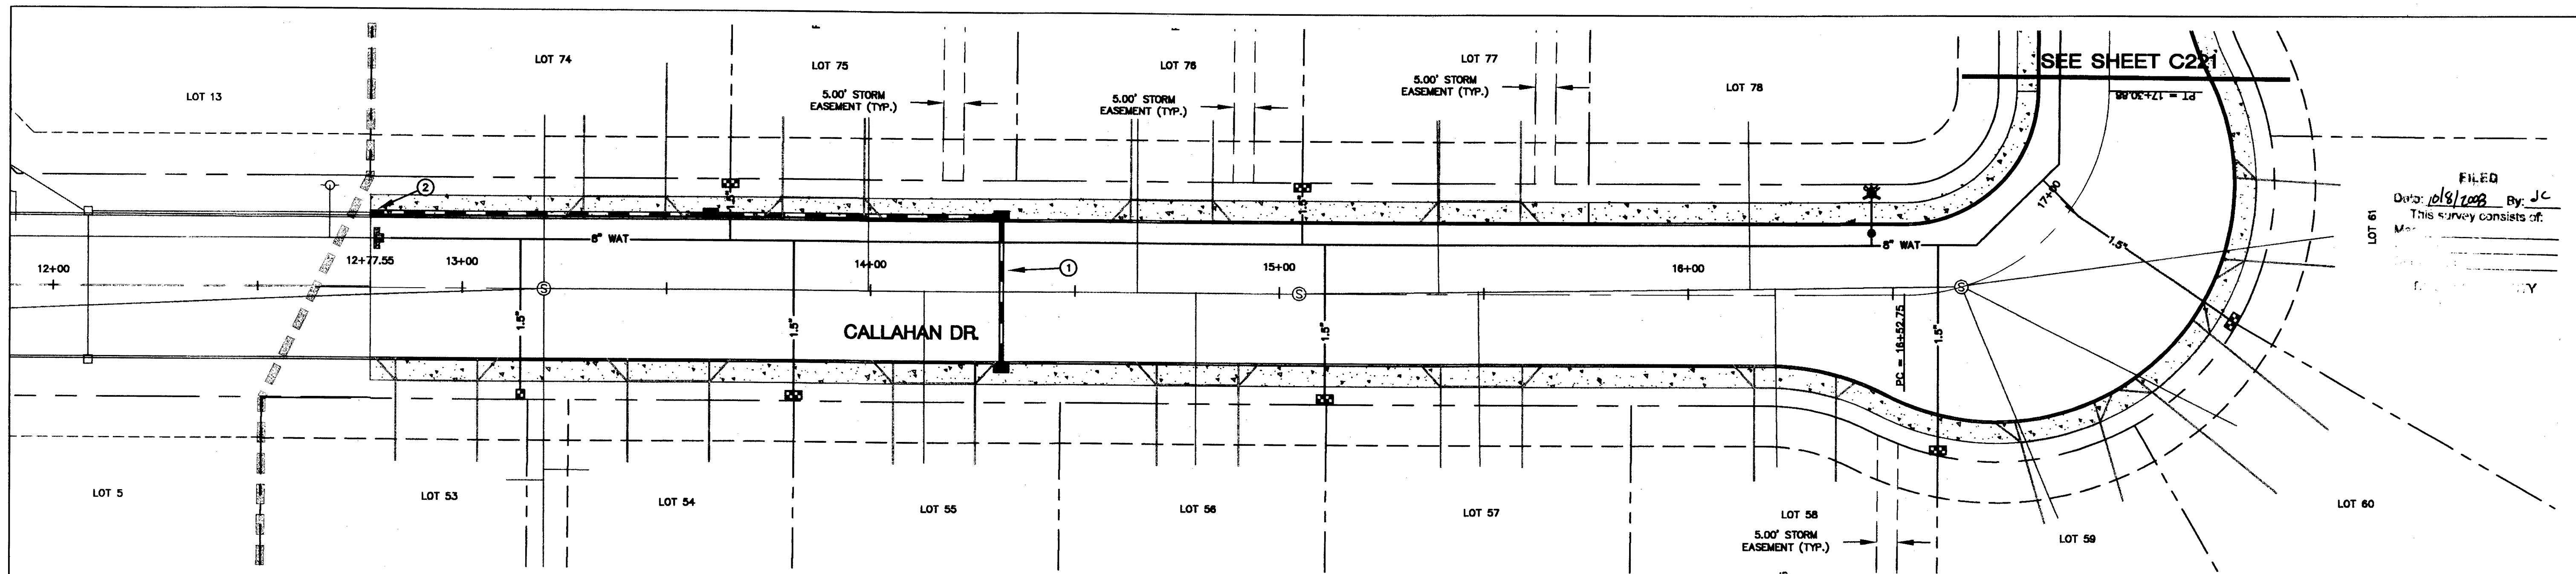 LOT 13
LOT 74
LOT 75
5.00' STORM
EASEMENT (TYP.)
LOT 76
5.00' STORM
EASEMENT (TYP.)
LOT 77
5.00' STORM
EASEMENT (TYP.)
LOT 78
SEE SHEET C221
PT = 17+30.88
FILED
Date: 10/8/2003 By: JC
This survey consists of:
LOT 61
2
1.5"
1.5"
17+00
1.5"
8" WAT
8" WAT
12+00
12+77.55
13+00
14+00
1
15+00
16+00
S
S
S
1.5"
1.5"
CALLAHAN DR.
1.5"
PC = 16+52.75
1.5"
LOT 5
LOT 53
LOT 54
LOT 55
LOT 56
LOT 57
LOT 58
5.00' STORM
EASEMENT (TYP.)
LOT 59
LOT 60